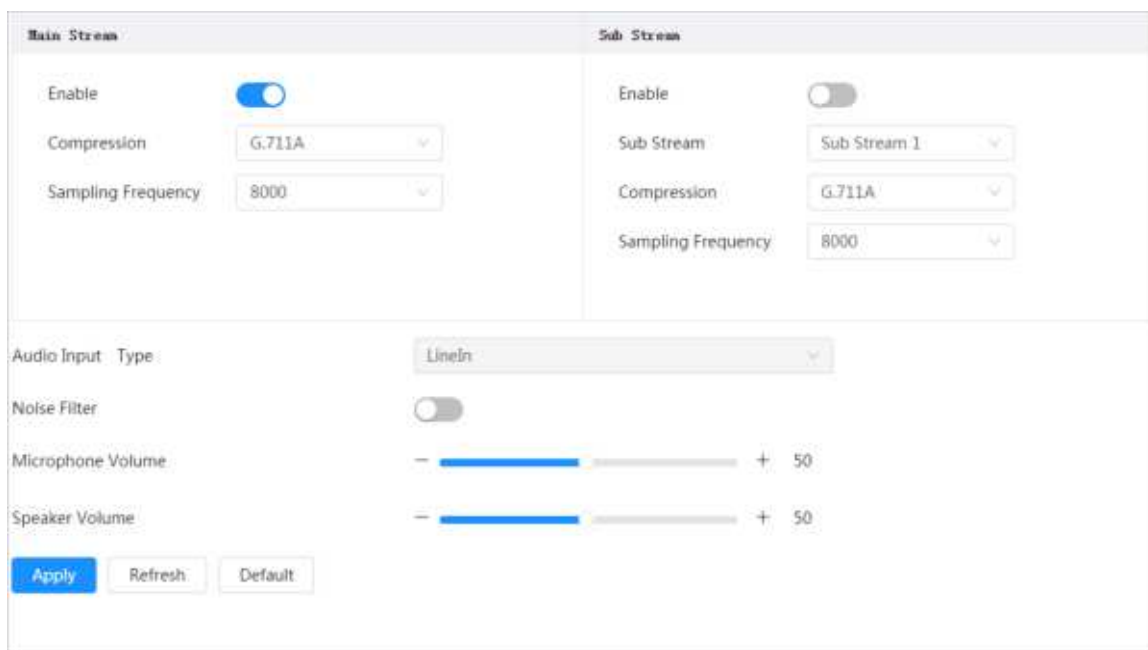 Main Stream
Enable
Compression G.711A
Sampling Frequency 8000
Sub Stream
Enable
Sub Stream Sub Stream 1
Compression G.711A
Sampling Frequency 8000
Audio Input Type LineIn
Noise Filter
Microphone Volume − + 50
Speaker Volume − + 50
Apply Refresh Default